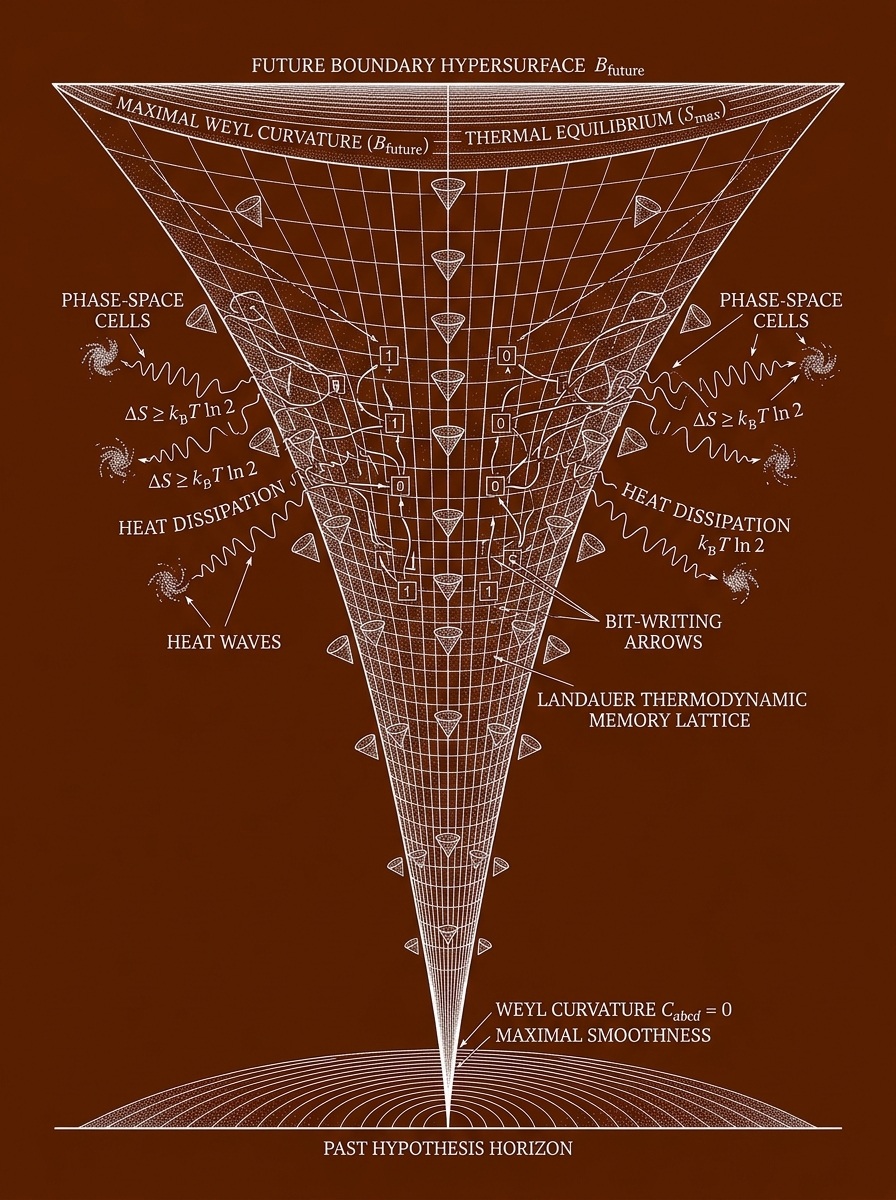 FUTURE BOUNDARY HYPERSURFACE B_future
MAXIMAL WEYL CURVATURE (B_future)
THERMAL EQUILIBRIUM (S_mas)
PHASE-SPACE
CELLS
PHASE-SPACE
CELLS
1
0
ΔS ≥ k_B T ln 2
ΔS ≥ k_B T ln 2
1
0
ΔS ≥ k_B T ln 2
0
0
HEAT DISSIPATION
HEAT DISSIPATION
k_B T ln 2
1
1
HEAT WAVES
BIT-WRITING
ARROWS
LANDAUER THERMODYNAMIC
MEMORY LATTICE
WEYL CURVATURE C_abcd = 0
MAXIMAL SMOOTHNESS
PAST HYPOTHESIS HORIZON